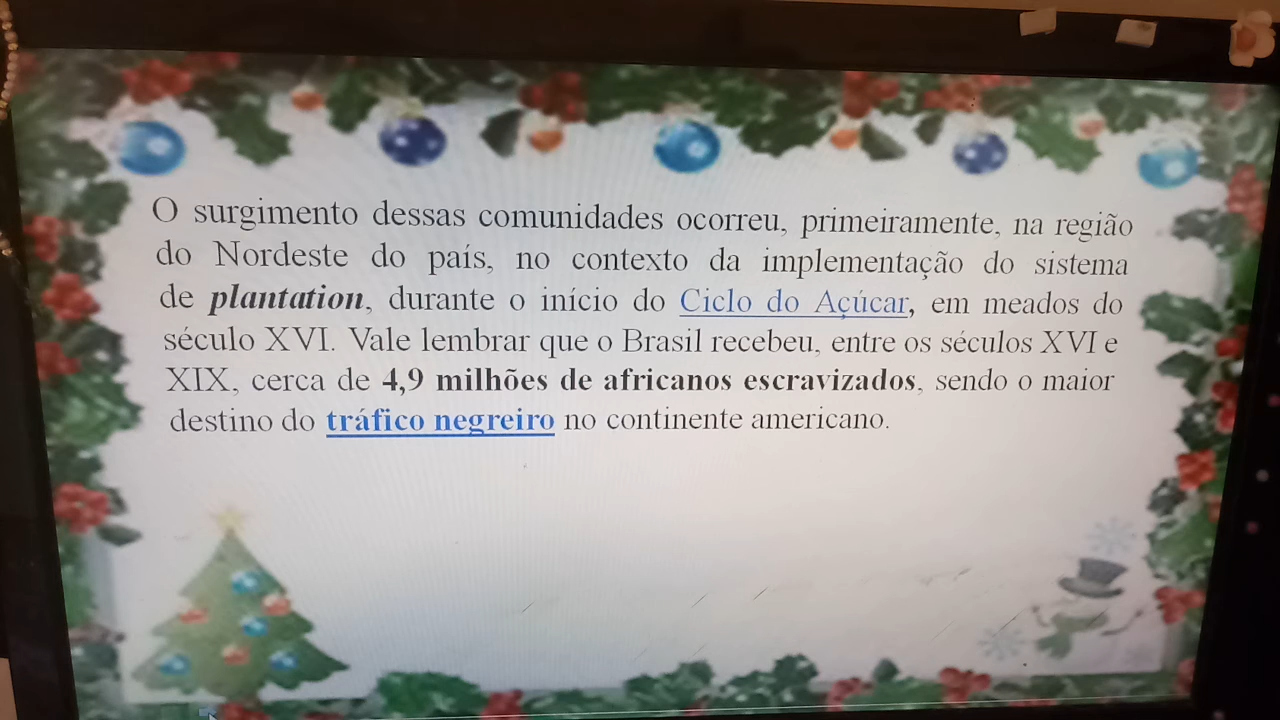 O surgimento dessas comunidades ocorreu, primeiramente, na região
do Nordeste do país, no contexto da implementação do sistema
de plantation, durante o início do Ciclo do Açúcar, em meados do
século XVI. Vale lembrar que o Brasil recebeu, entre os séculos XVI e
XIX, cerca de 4,9 milhões de africanos escravizados, sendo o maior
destino do tráfico negreiro no continente americano.